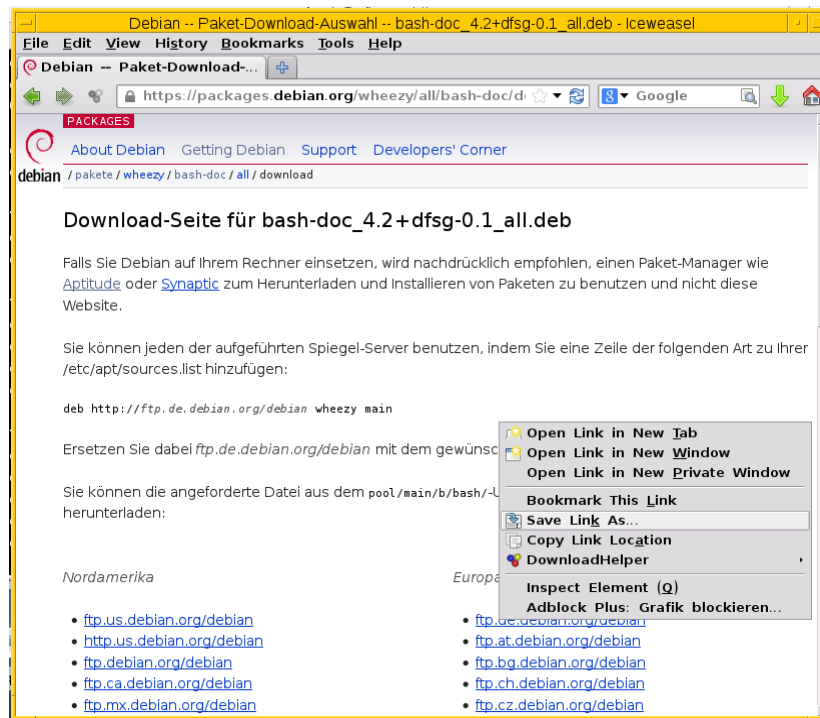 Debian -- Paket-Download-Auswahl -- bash-doc_4.2+dfsg-0.1_all.deb - Iceweasel
File Edit View History Bookmarks Tools Help
Debian -- Paket-Download-...
https://packages.debian.org/wheezy/all/bash-doc/d
Google
PACKAGES
About Debian Getting Debian Support Developers' Corner
debian / pakete / wheezy / bash-doc / all / download
Download-Seite für bash-doc_4.2+dfsg-0.1_all.deb
Falls Sie Debian auf Ihrem Rechner einsetzen, wird nachdrücklich empfohlen, einen Paket-Manager wie
Aptitude oder Synaptic zum Herunterladen und Installieren von Paketen zu benutzen und nicht diese
Website.
Sie können jeden der aufgeführten Spiegel-Server benutzen, indem Sie eine Zeile der folgenden Art zu Ihrer
/etc/apt/sources.list hinzufügen:
deb http://ftp.de.debian.org/debian wheezy main
Ersetzen Sie dabei ftp.de.debian.org/debian mit dem gewünsc
Sie können die angeforderte Datei aus dem pool/main/b/bash/-U
herunterladen:
Open Link in New Tab
Open Link in New Window
Open Link in New Private Window
Bookmark This Link
Save Link As...
Copy Link Location
DownloadHelper
Inspect Element (Q)
Adblock Plus: Grafik blockieren...
Nordamerika
ftp.us.debian.org/debian
http.us.debian.org/debian
ftp.debian.org/debian
ftp.ca.debian.org/debian
ftp.mx.debian.org/debian
Europa
ftp.de.debian.org/debian
ftp.at.debian.org/debian
ftp.bg.debian.org/debian
ftp.ch.debian.org/debian
ftp.cz.debian.org/debian